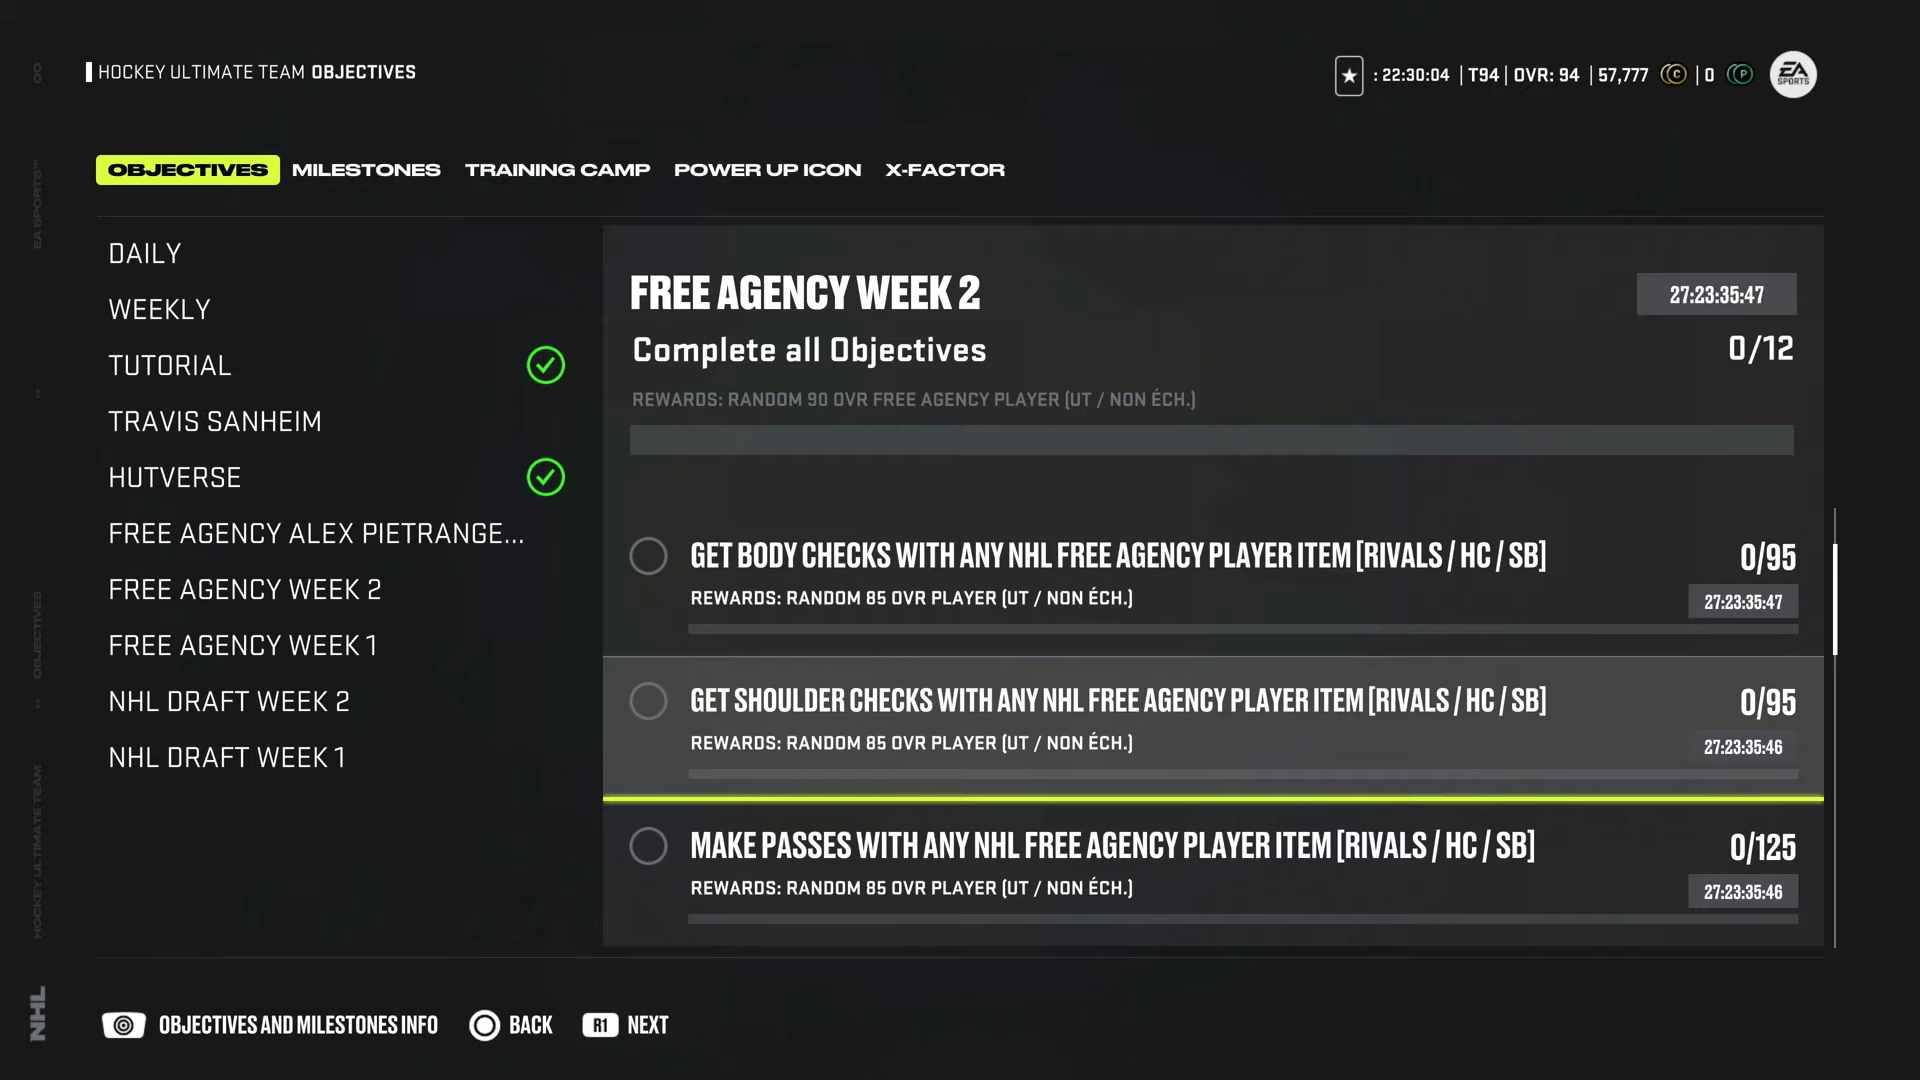 HOCKEY ULTIMATE TEAM OBJECTIVES
: 22:30:04 | T94 | OVR: 94 | 57,777 C | 0 P
EA SPORTS
OBJECTIVES MILESTONES TRAINING CAMP POWER UP ICON X-FACTOR
DAILY
WEEKLY
TUTORIAL
TRAVIS SANHEIM
HUTVERSE
FREE AGENCY ALEX PIETRANGE...
FREE AGENCY WEEK 2
FREE AGENCY WEEK 1
NHL DRAFT WEEK 2
NHL DRAFT WEEK 1
FREE AGENCY WEEK 2
27:23:35:47
Complete all Objectives
0/12
REWARDS: RANDOM 90 OVR FREE AGENCY PLAYER (UT / NON ÉCH.)
GET BODY CHECKS WITH ANY NHL FREE AGENCY PLAYER ITEM [RIVALS / HC / SB]
0/95
REWARDS: RANDOM 85 OVR PLAYER (UT / NON ÉCH.)
27:23:35:47
GET SHOULDER CHECKS WITH ANY NHL FREE AGENCY PLAYER ITEM [RIVALS / HC / SB]
0/95
REWARDS: RANDOM 85 OVR PLAYER (UT / NON ÉCH.)
27:23:35:46
MAKE PASSES WITH ANY NHL FREE AGENCY PLAYER ITEM [RIVALS / HC / SB]
0/125
REWARDS: RANDOM 85 OVR PLAYER (UT / NON ÉCH.)
27:23:35:46
NHL HOCKEY ULTIMATE TEAM >> OBJECTIVES
EA SPORTS™
OBJECTIVES AND MILESTONES INFO BACK R1 NEXT